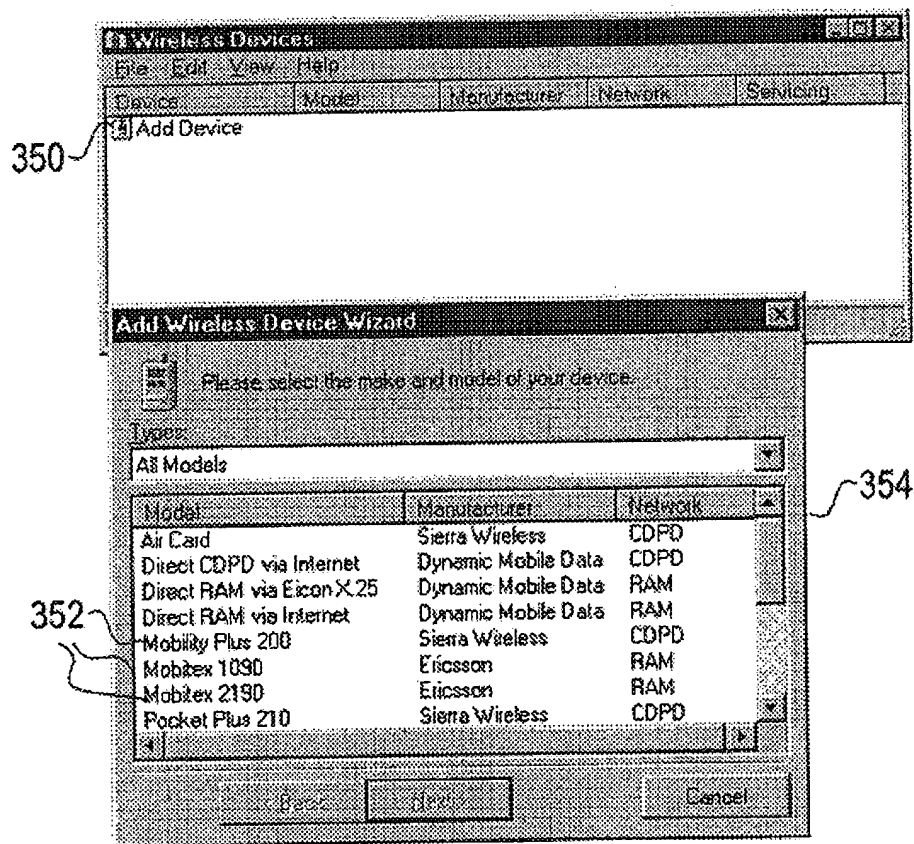 Wireless Devices
File Edit View Help
Device Model Manufacturer Network Servicing
350
Add Device
Add Wireless Device Wizard
Please select the make and model of your device.
Types:
All Models
354
Model Manufacturer Network
Air Card Sierra Wireless CDPD
Direct CDPD via Internet Dynamic Mobile Data CDPD
Direct RAM via Eicon X.25 Dynamic Mobile Data RAM
Direct RAM via Internet Dynamic Mobile Data RAM
352
Mobility Plus 200 Sierra Wireless CDPD
Mobitex 1090 Ericsson RAM
Mobitex 2190 Ericsson RAM
Pocket Plus 210 Sierra Wireless CDPD
< Back Next > Cancel